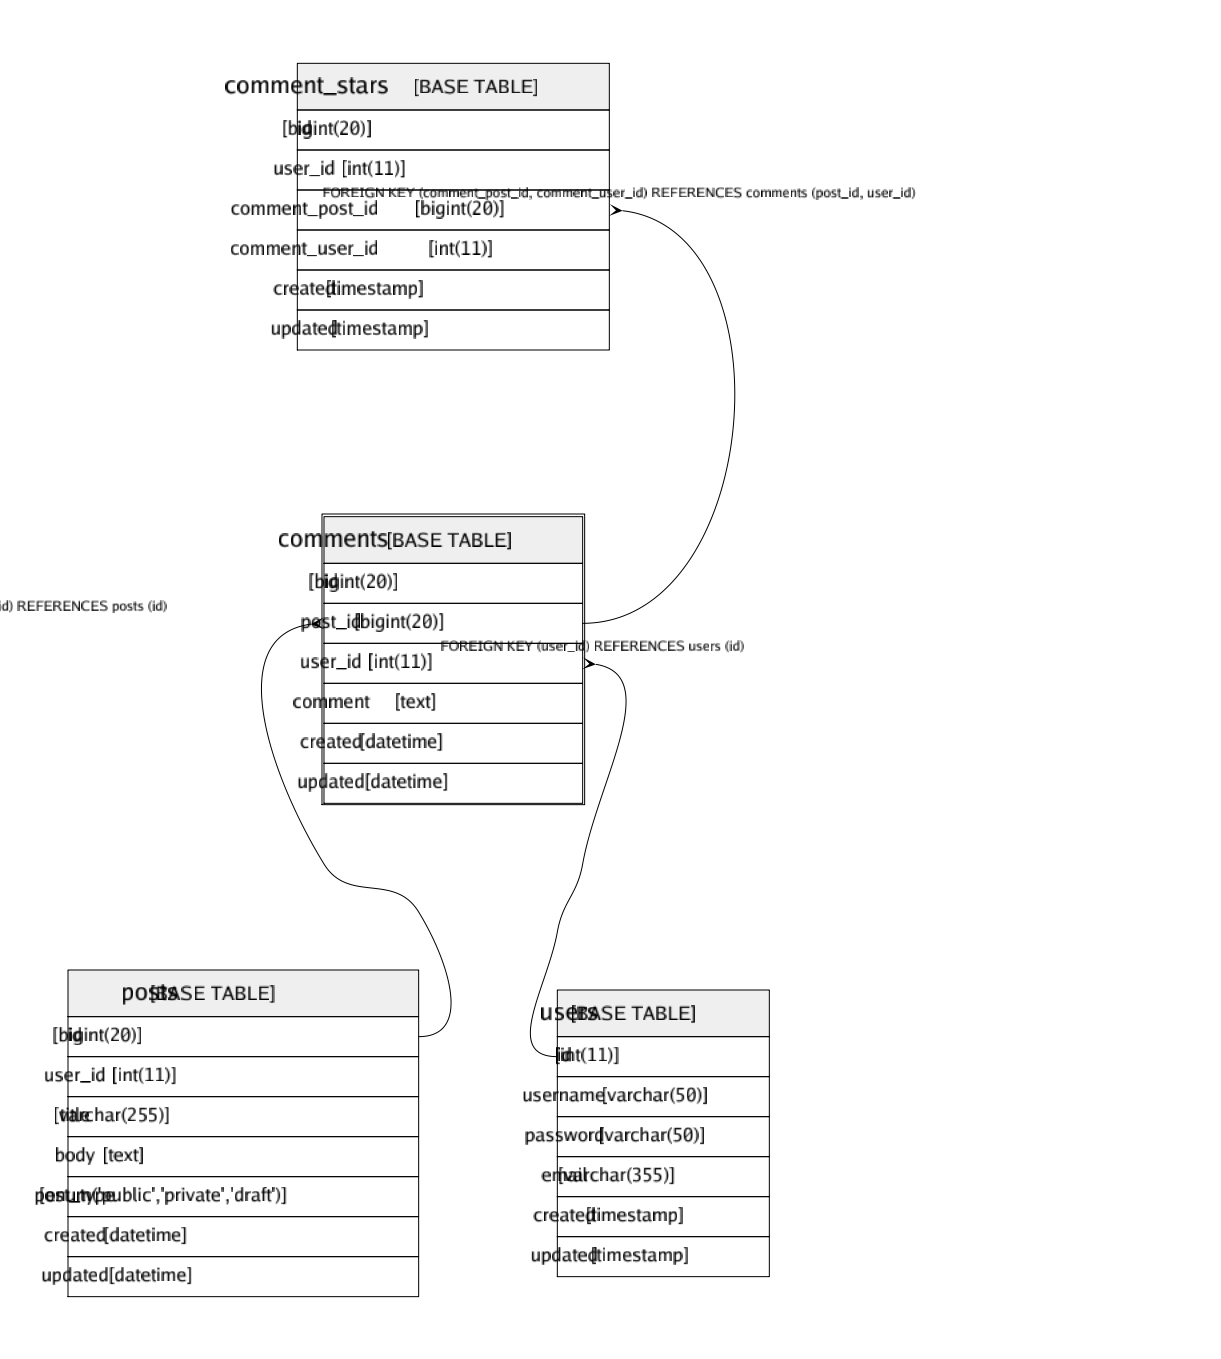 comment_stars [BASE TABLE]
id [bigint(20)]
user_id [int(11)]
FOREIGN KEY (comment_post_id, comment_user_id) REFERENCES comments (post_id, user_id)
comment_post_id [bigint(20)]
comment_user_id [int(11)]
created [timestamp]
updated [timestamp]
comments [BASE TABLE]
id [bigint(20)]
id) REFERENCES posts (id)
post_id [bigint(20)]
FOREIGN KEY (user_id) REFERENCES users (id)
user_id [int(11)]
comment [text]
created [datetime]
updated [datetime]
posts [BASE TABLE]
id [bigint(20)]
user_id [int(11)]
title [varchar(255)]
body [text]
post_type [enum('public','private','draft')]
created [datetime]
updated [datetime]
users [BASE TABLE]
id [int(11)]
username [varchar(50)]
password [varchar(50)]
email [varchar(355)]
created [timestamp]
updated [timestamp]